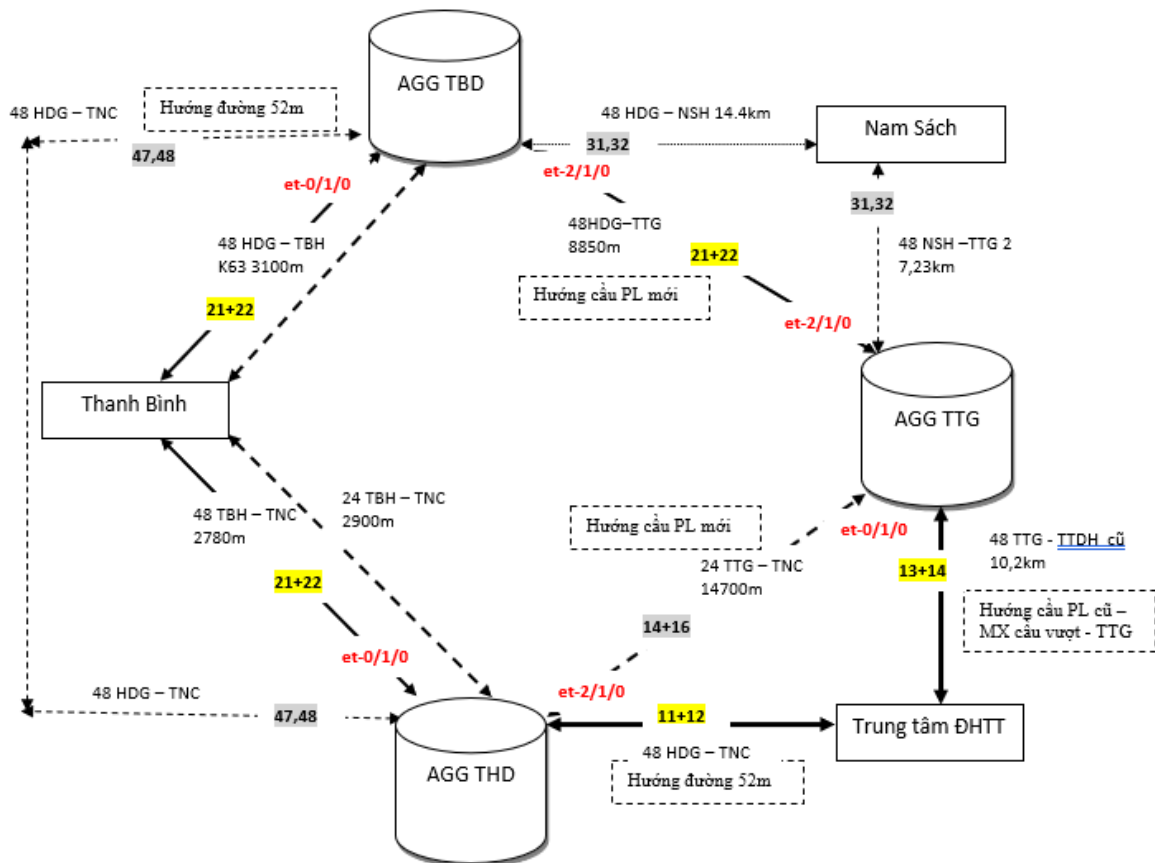 AGG TBD
48 HDG – TNC
Hướng đường 52m
47,48
48 HDG – NSH 14.4km
31,32
Nam Sách
et-0/1/0
et-2/1/0
31,32
48 HDG – TBH
K63 3100m
48HDG–TTG
8850m
21+22
48 NSH –TTG 2
7,23km
Hướng cầu PL mới
21+22
et-2/1/0
Thanh Bình
AGG TTG
48 TBH – TNC
2780m
24 TBH – TNC
2900m
Hướng cầu PL mới
et-0/1/0
24 TTG – TNC
14700m
48 TTG - TTDH cũ
10,2km
13+14
21+22
Hướng cầu PL cũ –
MX cầu vượt - TTG
14+16
et-0/1/0
et-2/1/0
48 HDG – TNC
47,48
11+12
Trung tâm ĐHTT
48 HDG – TNC
AGG THD
Hướng đường 52m